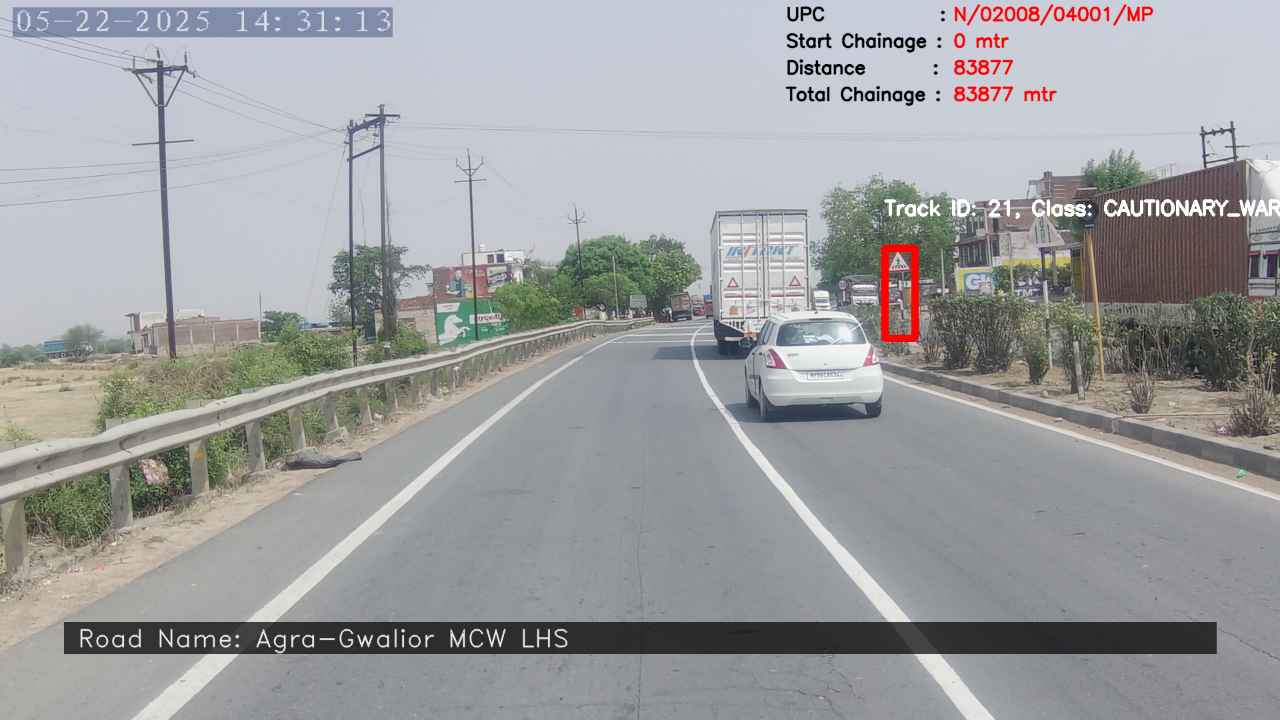 05-22-2025 14:31:13
UPC : N/02008/04001/MP
Start Chainage : 0 mtr
Distance : 83877
Total Chainage : 83877 mtr
Track ID: 21, Class: CAUTIONARY_WAR
Road Name: Agra-Gwalior MCW LHS